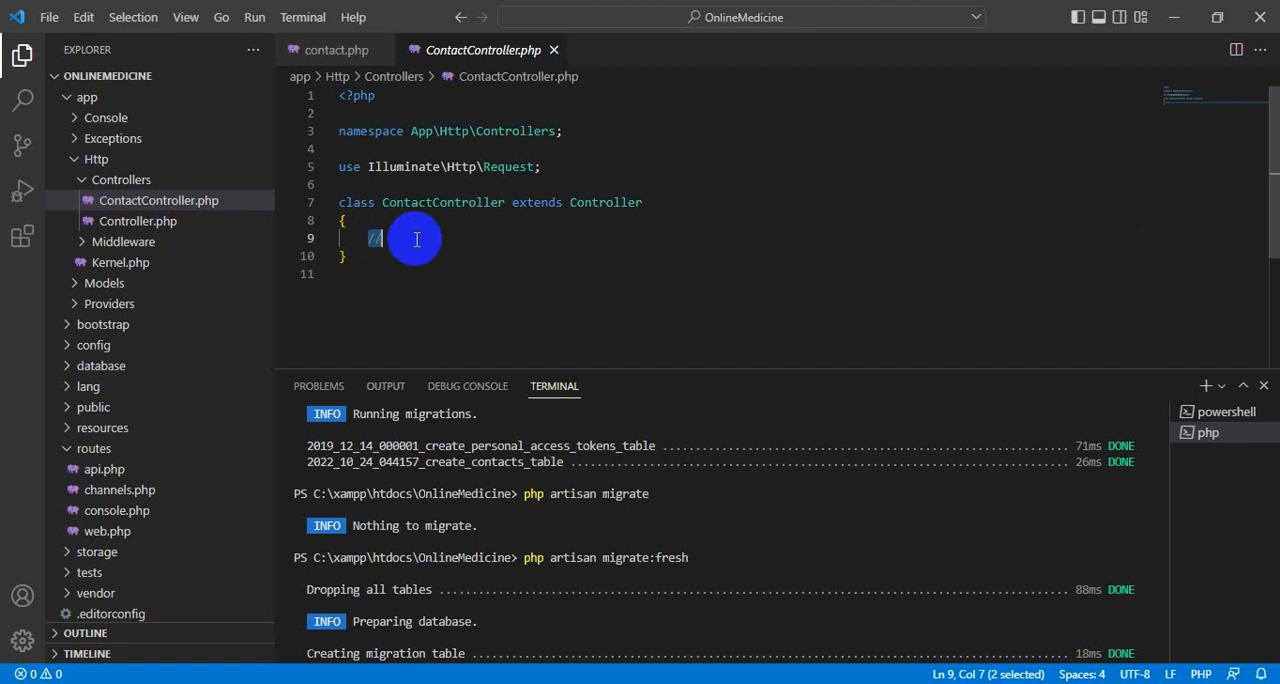 File Edit Selection View Go Run Terminal Help
OnlineMedicine
EXPLORER
ONLINEMEDICINE
app
Console
Exceptions
Http
Controllers
ContactController.php
Controller.php
Middleware
Kernel.php
Models
Providers
bootstrap
config
database
lang
public
resources
routes
api.php
channels.php
console.php
web.php
storage
tests
vendor
.editorconfig
OUTLINE
TIMELINE
contact.php ContactController.php
app > Http > Controllers > ContactController.php
1 <?php
2
3 namespace App\Http\Controllers;
4
5 use Illuminate\Http\Request;
6
7 class ContactController extends Controller
8 {
9 //
10 }
11
PROBLEMS OUTPUT DEBUG CONSOLE TERMINAL
powershell
php
INFO Running migrations.
2019_12_14_000001_create_personal_access_tokens_table ................................................................ 71ms DONE
2022_10_24_044157_create_contacts_table .............................................................................. 26ms DONE
PS C:\xampp\htdocs\OnlineMedicine> php artisan migrate
INFO Nothing to migrate.
PS C:\xampp\htdocs\OnlineMedicine> php artisan migrate:fresh
Dropping all tables .................................................................................................. 88ms DONE
INFO Preparing database.
Creating migration table ............................................................................................. 18ms DONE
0 0 Ln 9, Col 7 (2 selected) Spaces: 4 UTF-8 LF PHP